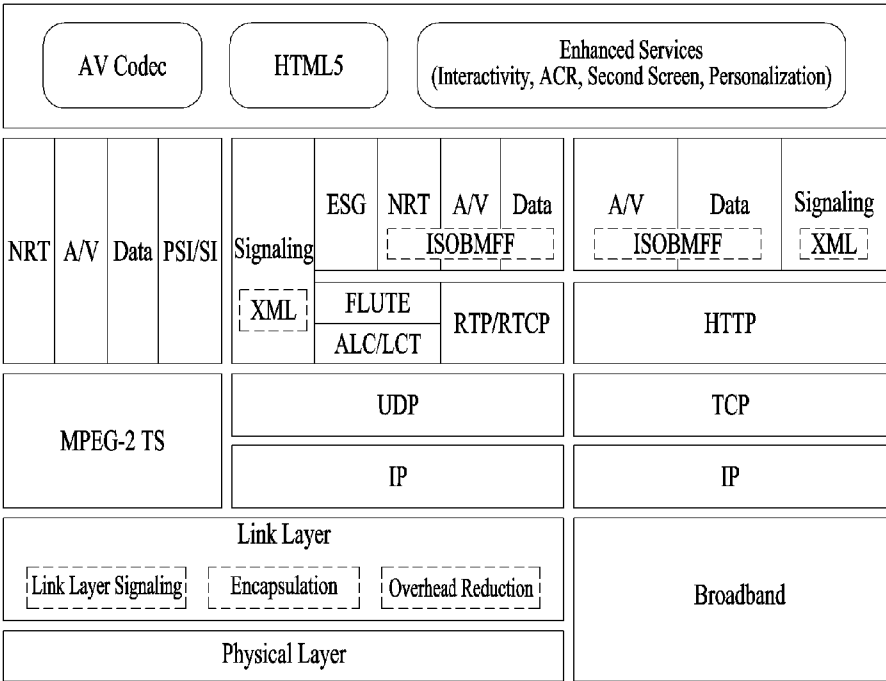 AV Codec
HTML5
Enhanced Services
(Interactivity, ACR, Second Screen, Personalization)
NRT
A/V
Data
PSI/SI
Signaling
XML
ESG
NRT
A/V
Data
ISOBMFF
FLUTE
ALC/LCT
RTP/RTCP
A/V
Data
ISOBMFF
Signaling
XML
HTTP
MPEG-2 TS
UDP
TCP
IP
IP
Link Layer
Link Layer Signaling
Encapsulation
Overhead Reduction
Broadband
Physical Layer